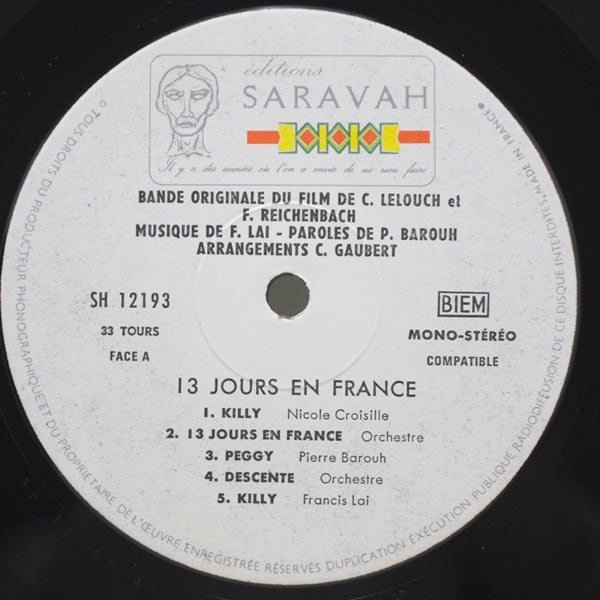 éditions
SARAVAH
Il y a des années où l'on a envie de ne rien faire
BANDE ORIGINALE DU FILM DE C. LELOUCH et
F. REICHENBACH
MUSIQUE DE F. LAI - PAROLES DE P. BAROUH
ARRANGEMENTS C. GAUBERT
SH 12193
BIEM
33 TOURS
MONO-STÉRÉO
FACE A
COMPATIBLE
13 JOURS EN FRANCE
1. KILLY Nicole Croisille
2. 13 JOURS EN FRANCE Orchestre
3. PEGGY Pierre Barouh
4. DESCENTE Orchestre
5. KILLY Francis Lai
TOUS DROITS DU PRODUCTEUR PHONOGRAPHIQUE ET DU PROPRIETAIRE DE L'ŒUVRE ENREGISTRÉE RÉSERVÉS DUPLICATION EXÉCUTION PUBLIQUE RADIODIFFUSION DE CE DISQUE INTERDITES. MADE IN FRANCE